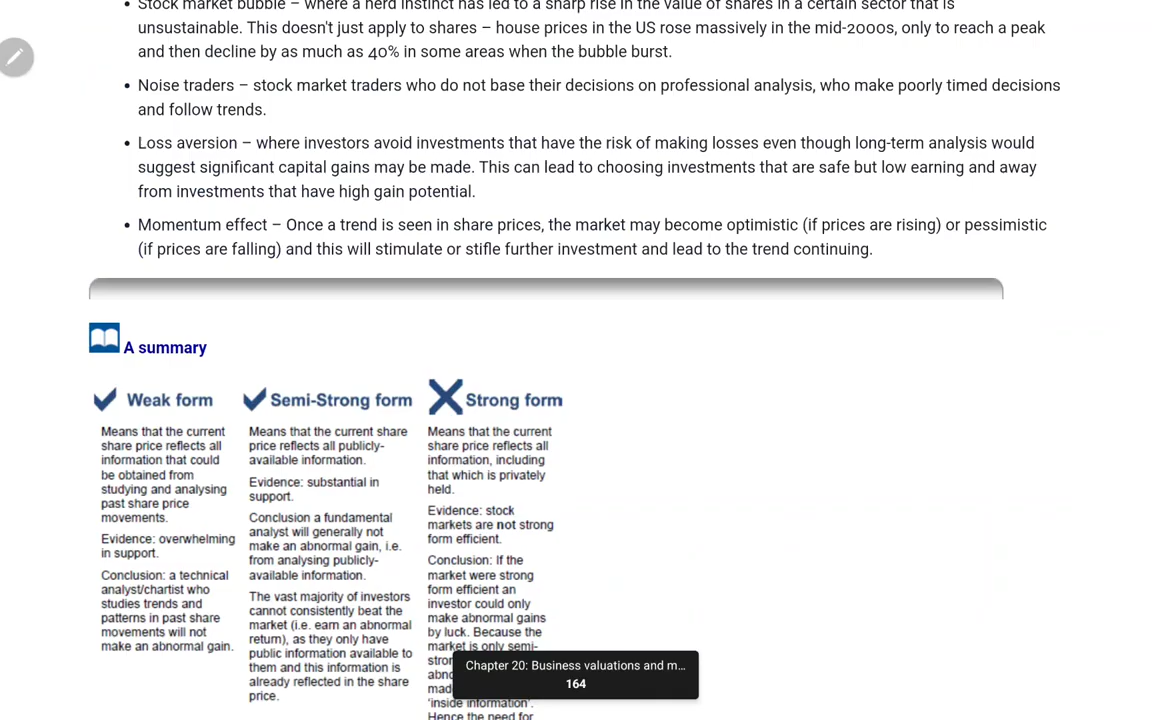 Stock market bubble – where a herd instinct has led to a sharp rise in the value of shares in a certain sector that is
unsustainable. This doesn't just apply to shares – house prices in the US rose massively in the mid-2000s, only to reach a peak
and then decline by as much as 40% in some areas when the bubble burst.
Noise traders – stock market traders who do not base their decisions on professional analysis, who make poorly timed decisions
and follow trends.
Loss aversion – where investors avoid investments that have the risk of making losses even though long-term analysis would
suggest significant capital gains may be made. This can lead to choosing investments that are safe but low earning and away
from investments that have high gain potential.
Momentum effect – Once a trend is seen in share prices, the market may become optimistic (if prices are rising) or pessimistic
(if prices are falling) and this will stimulate or stifle further investment and lead to the trend continuing.
A summary
Weak form
Means that the current
share price reflects all
information that could
be obtained from
studying and analysing
past share price
movements.
Evidence: overwhelming
in support.
Conclusion: a technical
analyst/chartist who
studies trends and
patterns in past share
movements will not
make an abnormal gain.
Semi-Strong form
Means that the current share
price reflects all publicly-
available information.
Evidence: substantial in
support.
Conclusion a fundamental
analyst will generally not
make an abnormal gain, i.e.
from analysing publicly-
available information.
The vast majority of investors
cannot consistently beat the
market (i.e. earn an abnormal
return), as they only have
public information available to
them and this information is
already reflected in the share
price.
Strong form
Means that the current
share price reflects all
information, including
that which is privately
held.
Evidence: stock
markets are not strong
form efficient.
Conclusion: If the
market were strong
form efficient an
investor could only
make abnormal gains
by luck. Because the
market is only semi-
'inside information'.
Hence the need for
Chapter 20: Business valuations and m...
164